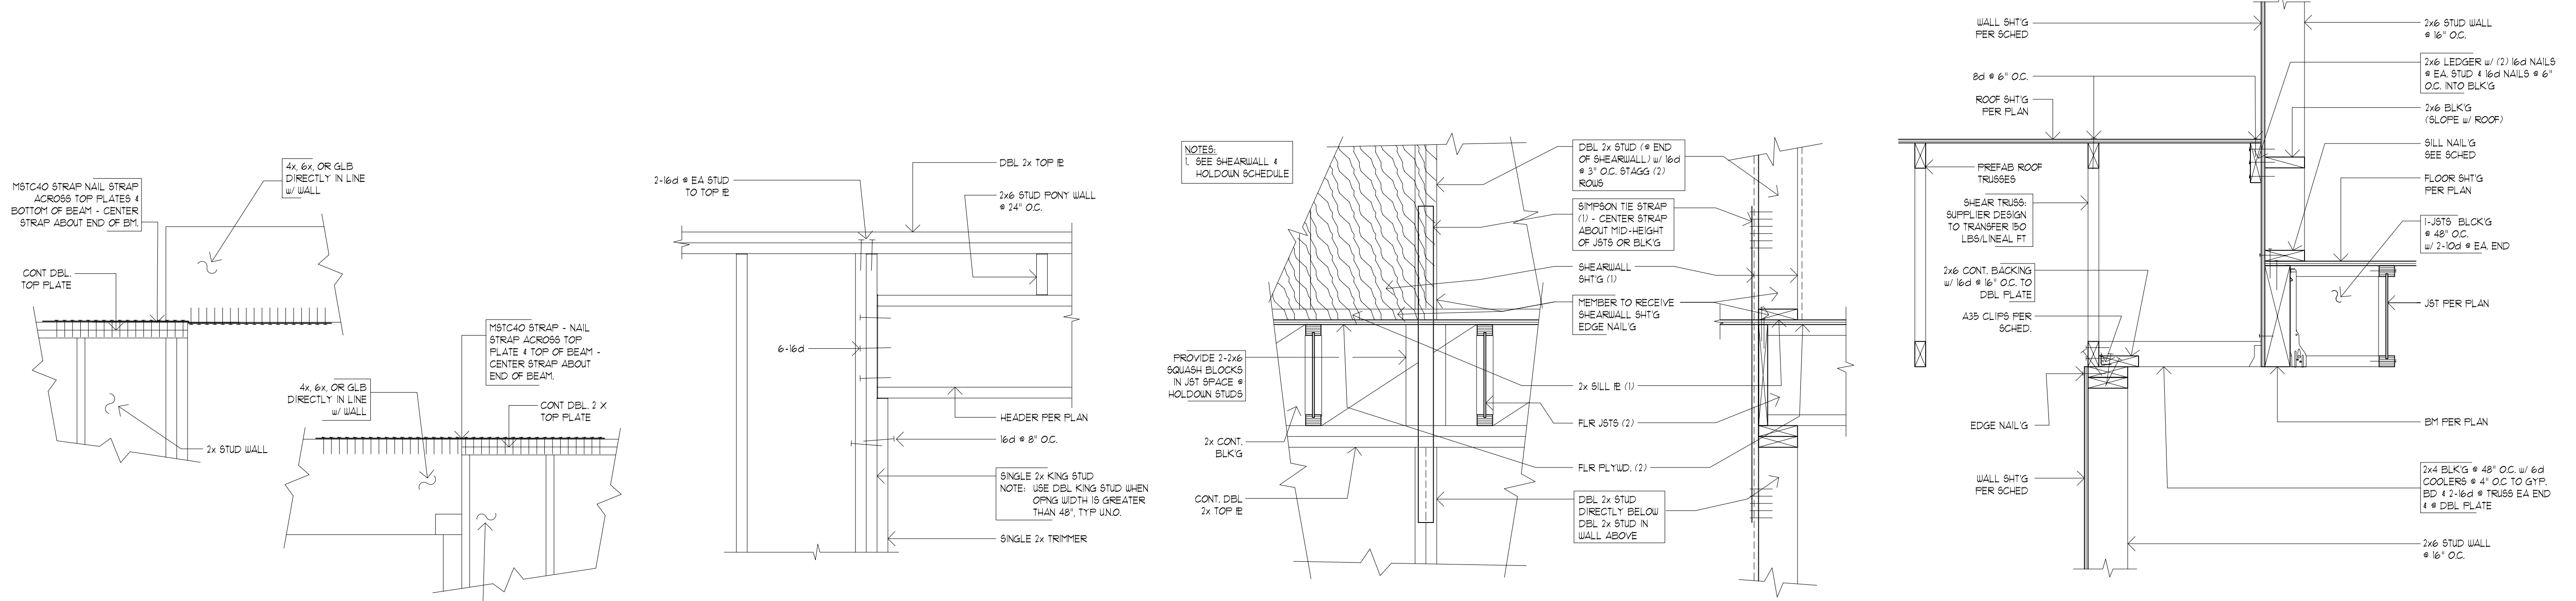 MSTC40 STRAP NAIL STRAP
ACROSS TOP PLATES &
BOTTOM OF BEAM - CENTER
STRAP ABOUT END OF BM.
4x, 6x, OR GLB
DIRECTLY IN LINE
w/ WALL
CONT DBL.
TOP PLATE
2x STUD WALL
4x, 6x, OR GLB
DIRECTLY IN LINE
w/ WALL
MSTC40 STRAP - NAIL
STRAP ACROSS TOP
PLATE & TOP OF BEAM -
CENTER STRAP ABOUT
END OF BEAM.
CONT DBL. 2 X
TOP PLATE
2-16d @ EA STUD
TO TOP PL
DBL 2x TOP PL
2x6 STUD PONY WALL
@ 24" O.C.
6-16d
HEADER PER PLAN
16d @ 8" O.C.
SINGLE 2x KING STUD
NOTE: USE DBL KING STUD WHEN
OPNG WIDTH IS GREATER
THAN 48", TYP U.N.O.
SINGLE 2x TRIMMER
NOTES:
1. SEE SHEARWALL &
HOLDOWN SCHEDULE
DBL 2x STUD (@ END
OF SHEARWALL) w/ 16d
@ 3" O.C. STAGG (2)
ROWS
SIMPSON TIE STRAP
(1) - CENTER STRAP
ABOUT MID-HEIGHT
OF JSTS OR BLK'G
SHEARWALL
SHT'G (1)
MEMBER TO RECEIVE
SHEARWALL SHT'G
EDGE NAIL'G
PROVIDE 2-2x6
SQUASH BLOCKS
IN JST SPACE @
HOLDOWN STUDS
2x SILL PL (1)
FLR JSTS (2)
2x CONT.
BLK'G
FLR PLYWD. (2)
CONT. DBL
2x TOP PL
DBL 2x STUD
DIRECTLY BELOW
DBL 2x STUD IN
WALL ABOVE
WALL SHT'G
PER SCHED
8d @ 6" O.C.
ROOF SHT'G
PER PLAN
PREFAB ROOF
TRUSSES
SHEAR TRUSS:
SUPPLIER DESIGN
TO TRANSFER 150
LBS/LINEAL FT
2x6 CONT. BACKING
w/ 16d @ 16" O.C. TO
DBL PLATE
A35 CLIPS PER
SCHED.
EDGE NAIL'G
WALL SHT'G
PER SCHED
2x6 STUD WALL
@ 16" O.C.
2x6 LEDGER w/ (2) 16d NAILS
@ EA. STUD & 16d NAILS @ 6"
O.C. INTO BLK'G
2x6 BLK'G
(SLOPE w/ ROOF)
SILL NAIL'G
SEE SCHED
FLOOR SHT'G
PER PLAN
1-JSTS BLCK'G
@ 48" O.C.
w/ 2-10d @ EA. END
JST PER PLAN
BM PER PLAN
2x4 BLK'G @ 48" O.C. w/ 6d
COOLERS @ 4" O.C TO GYP.
BD & 2-16d @ TRUSS EA END
& @ DBL PLATE
2x6 STUD WALL
@ 16" O.C.